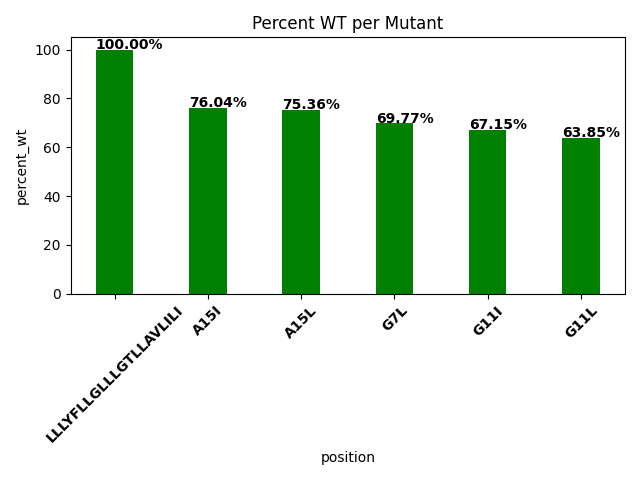 Percent WT per Mutant
percent_wt
100
80
60
40
20
0
100.00%
76.04%
75.36%
69.77%
67.15%
63.85%
LLLYFLLGLLLGTLLAVLILI
A15I
A15L
G7L
G11I
G11L
position